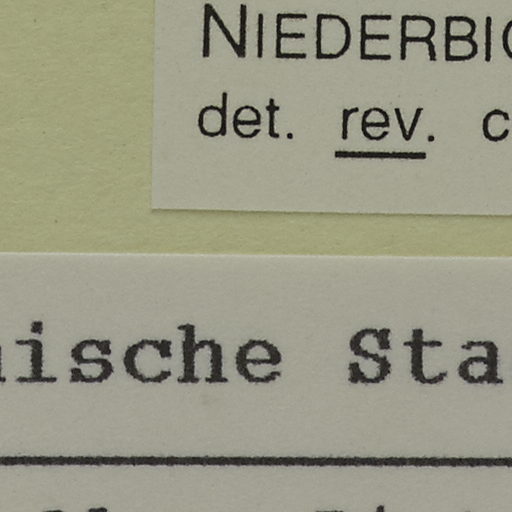 NIEDERBI
det. rev. c
ische Sta